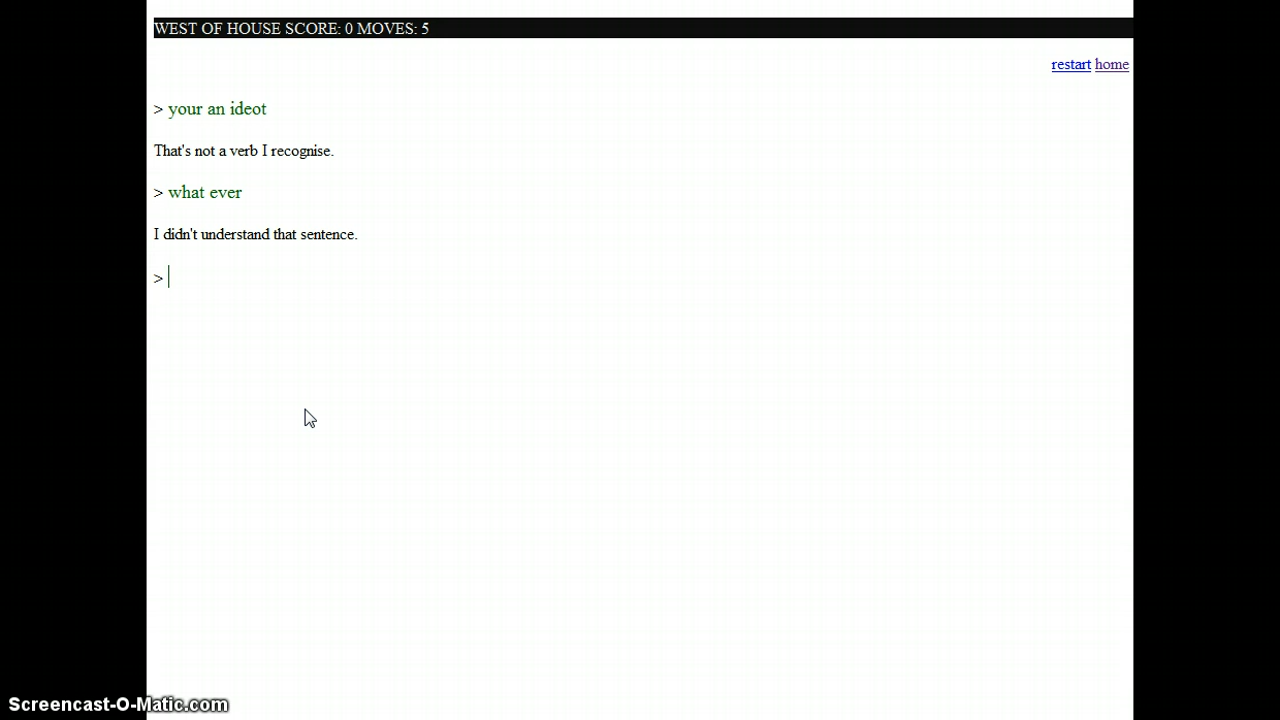 WEST OF HOUSE SCORE: 0 MOVES: 5
restart home
> your an ideot
That's not a verb I recognise.
> what ever
I didn't understand that sentence.
>
Screencast-O-Matic.com